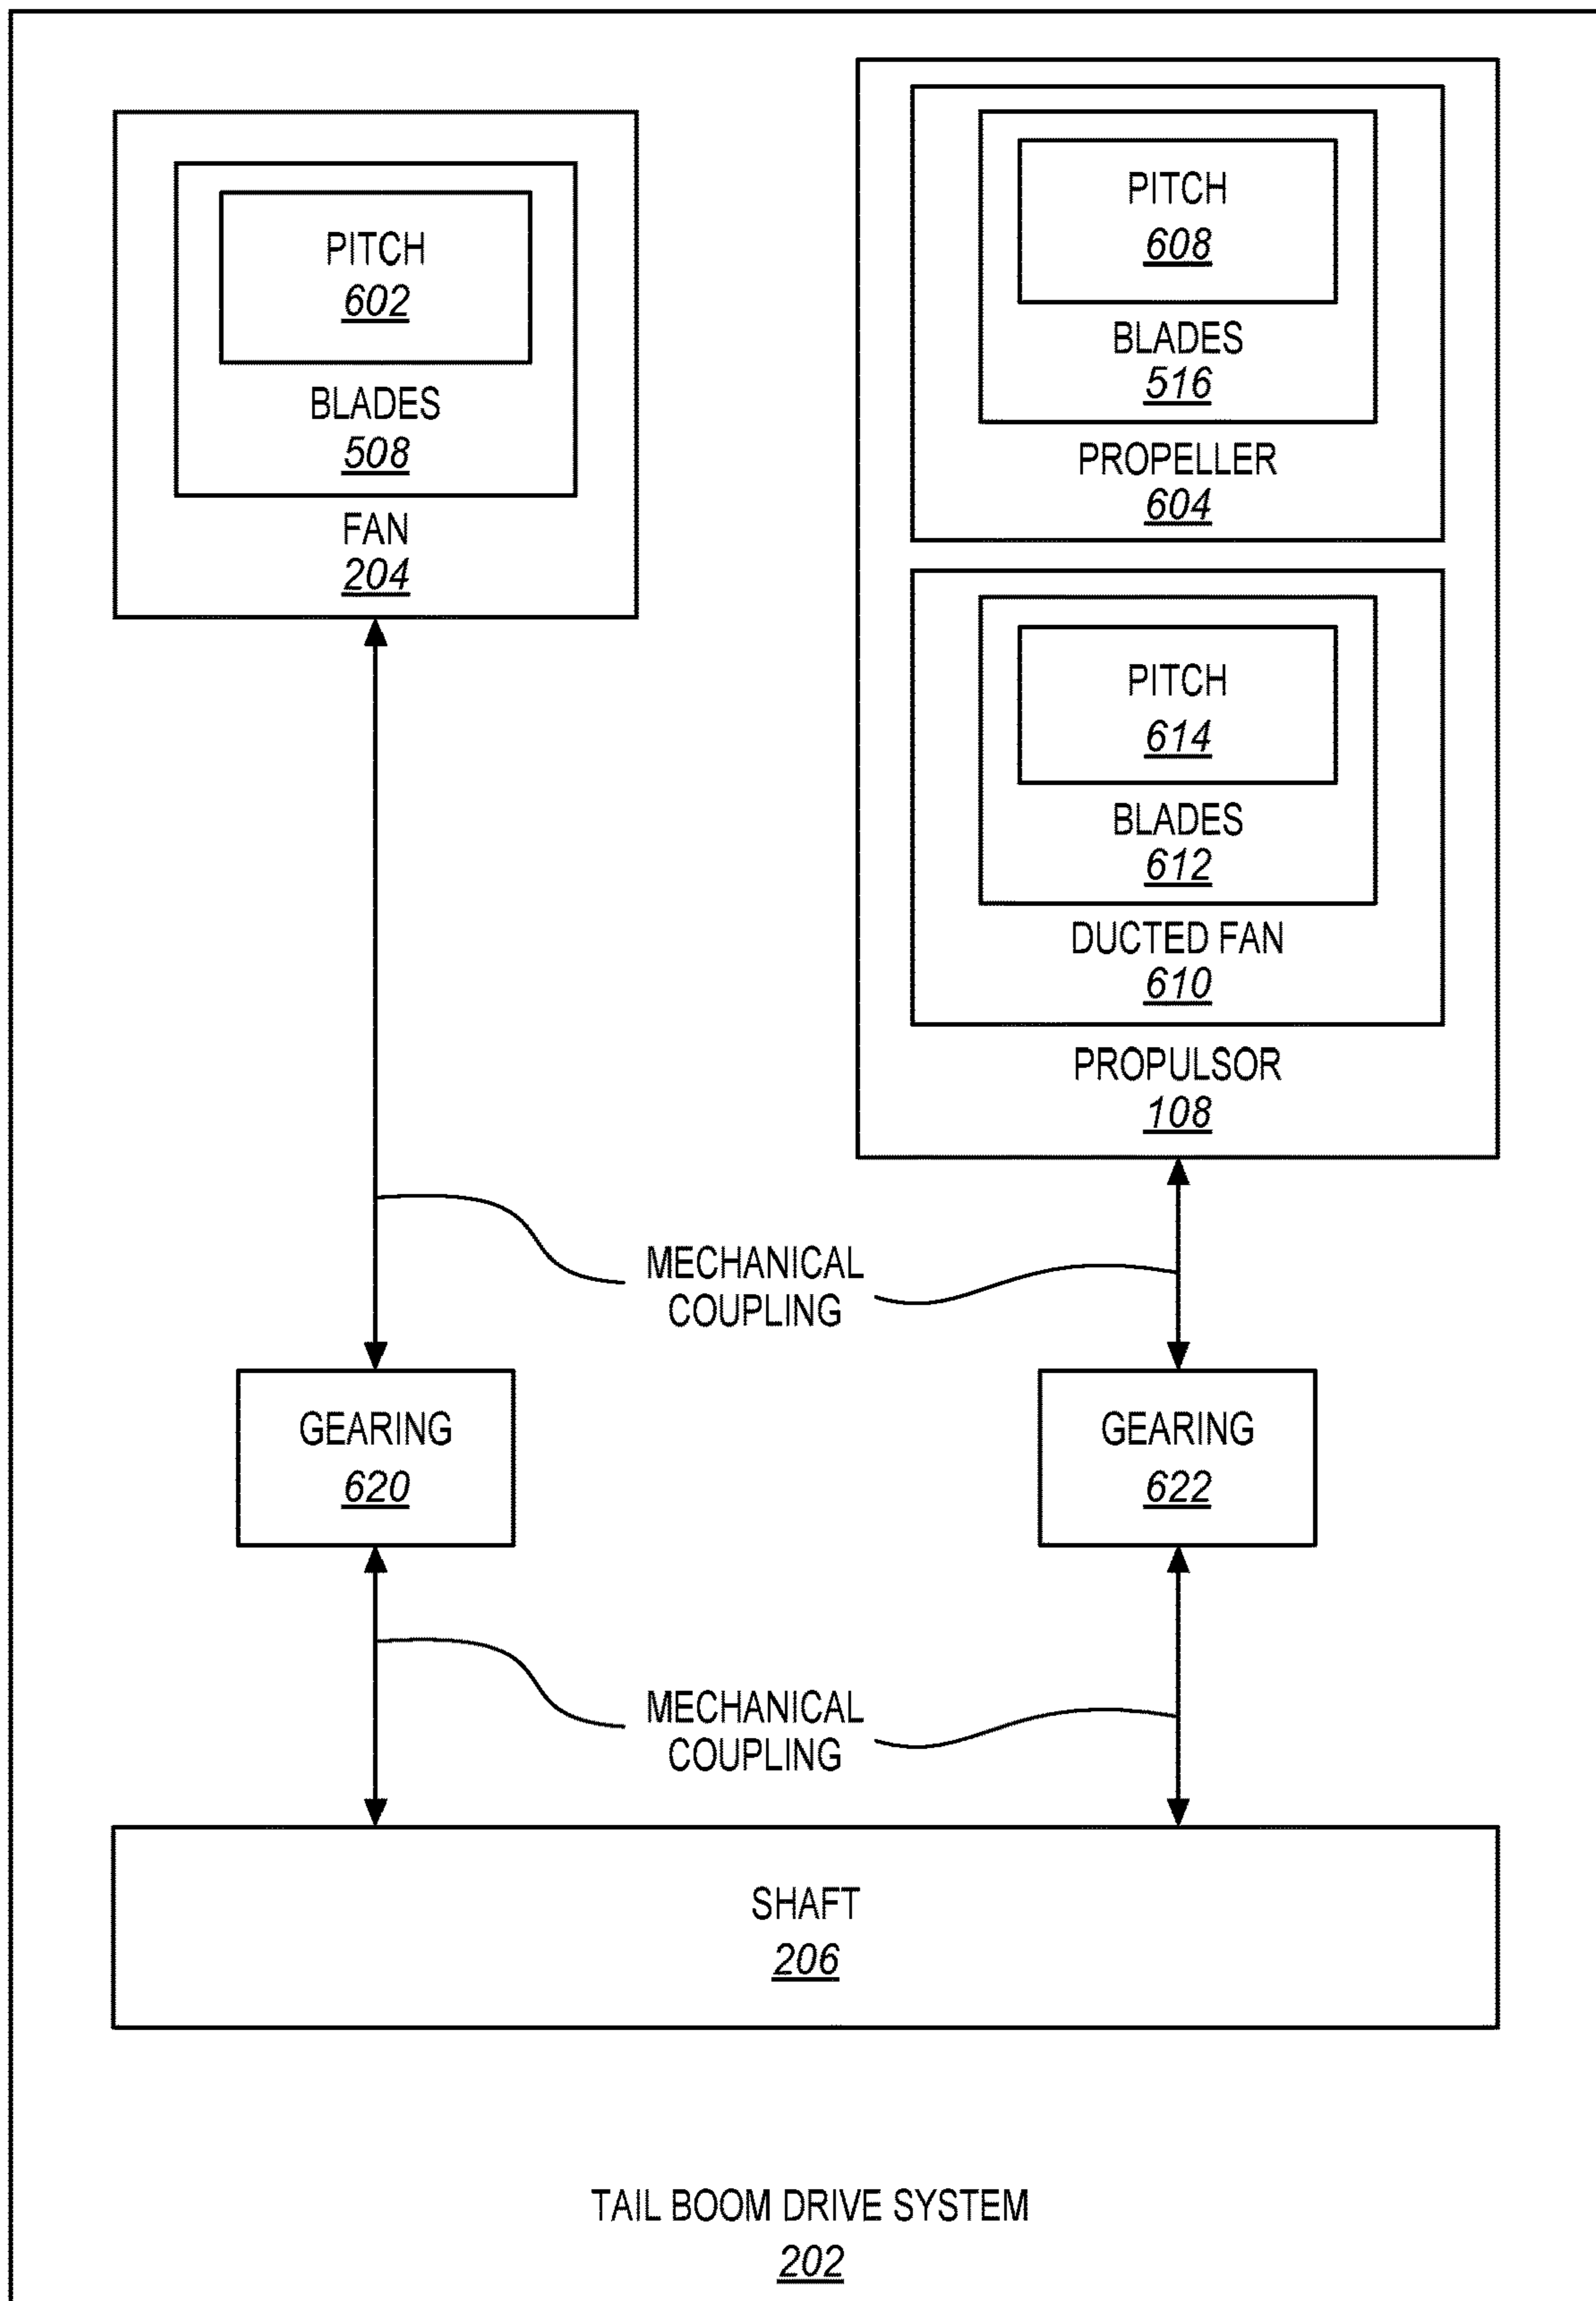 PITCH
602
BLADES
508
FAN
204
PITCH
608
BLADES
516
PROPELLER
604
PITCH
614
BLADES
612
DUCTED FAN
610
PROPULSOR
108
MECHANICAL
COUPLING
GEARING
620
GEARING
622
MECHANICAL
COUPLING
SHAFT
206
TAIL BOOM DRIVE SYSTEM
202